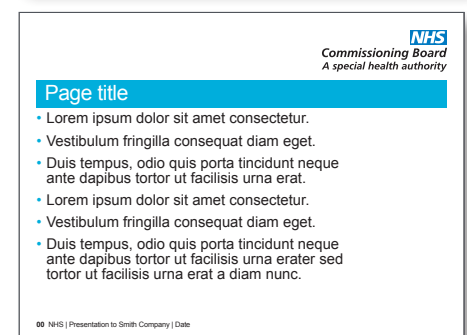 NHS
Commissioning Board
A special health authority
Page title
• Lorem ipsum dolor sit amet consectetur.
• Vestibulum fringilla consequat diam eget.
• Duis tempus, odio quis porta tincidunt neque
ante dapibus tortor ut facilisis urna erat.
• Lorem ipsum dolor sit amet consectetur.
• Vestibulum fringilla consequat diam eget.
• Duis tempus, odio quis porta tincidunt neque
ante dapibus tortor ut facilisis urna erater sed
tortor ut facilisis urna erat a diam nunc.
00 NHS | Presentation to Smith Company | Date